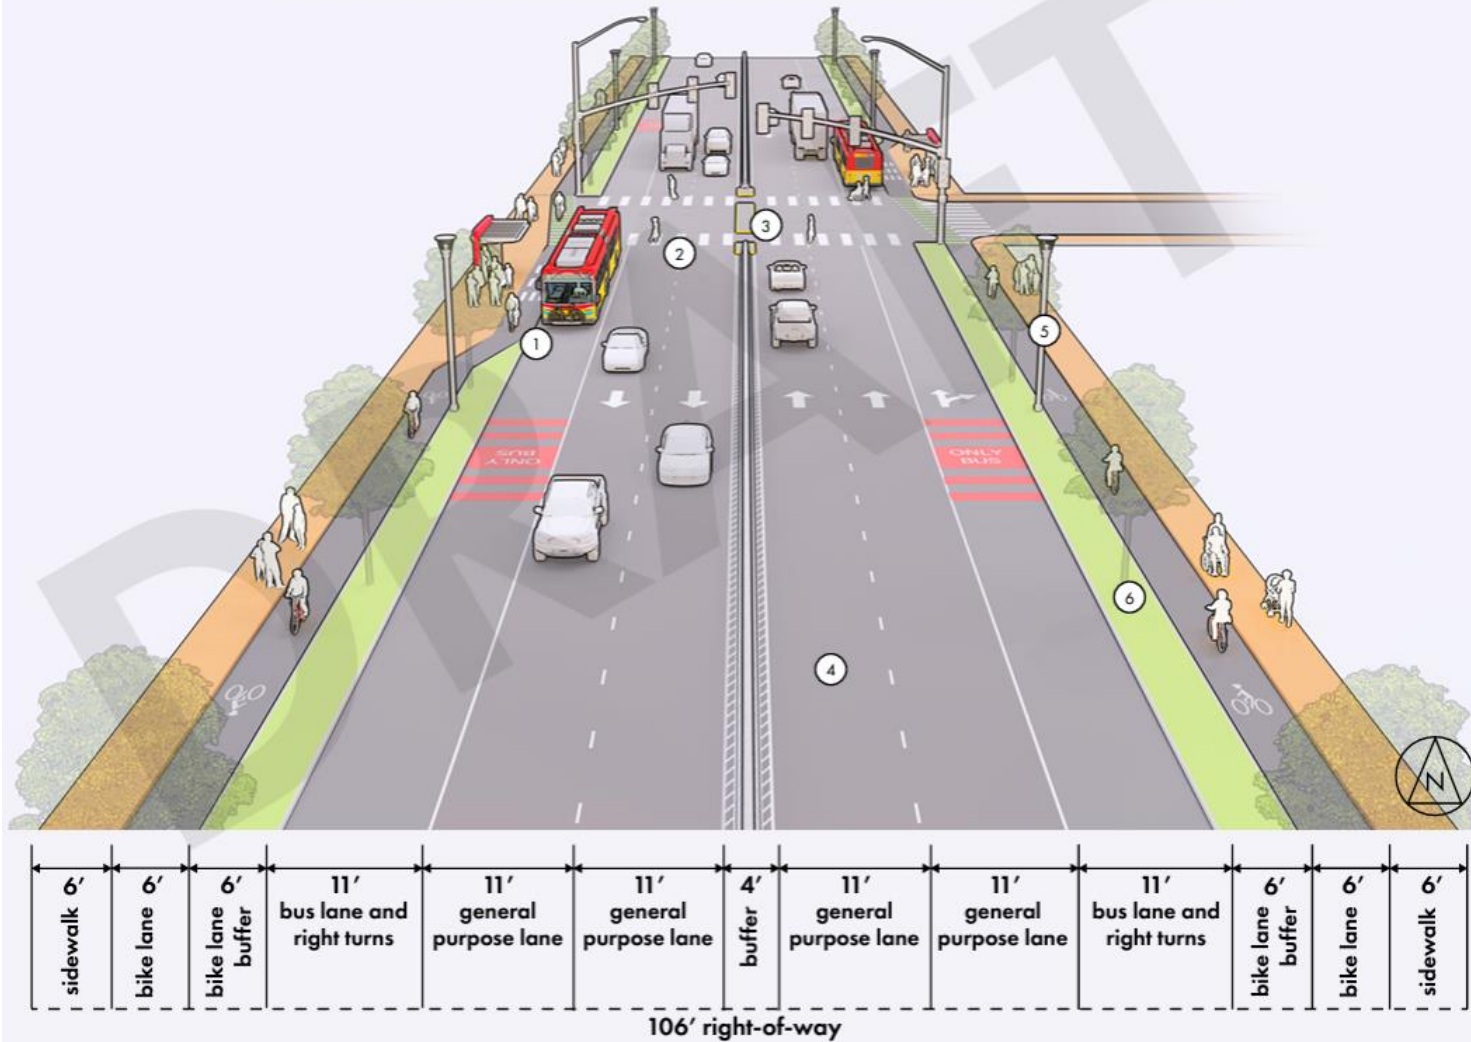 DRAFT
3
2
5
1
ONLY
BUS
ONLY
BUS
6
4
N
6' 6' 6' 11' 11' 11' 4' 11' 11' 11' 6' 6' 6'
sidewalk
bike lane
bike lane
buffer
bus lane and
right turns
general
purpose lane
general
purpose lane
buffer
general
purpose lane
general
purpose lane
bus lane and
right turns
bike lane
buffer
bike lane
sidewalk
106' right-of-way